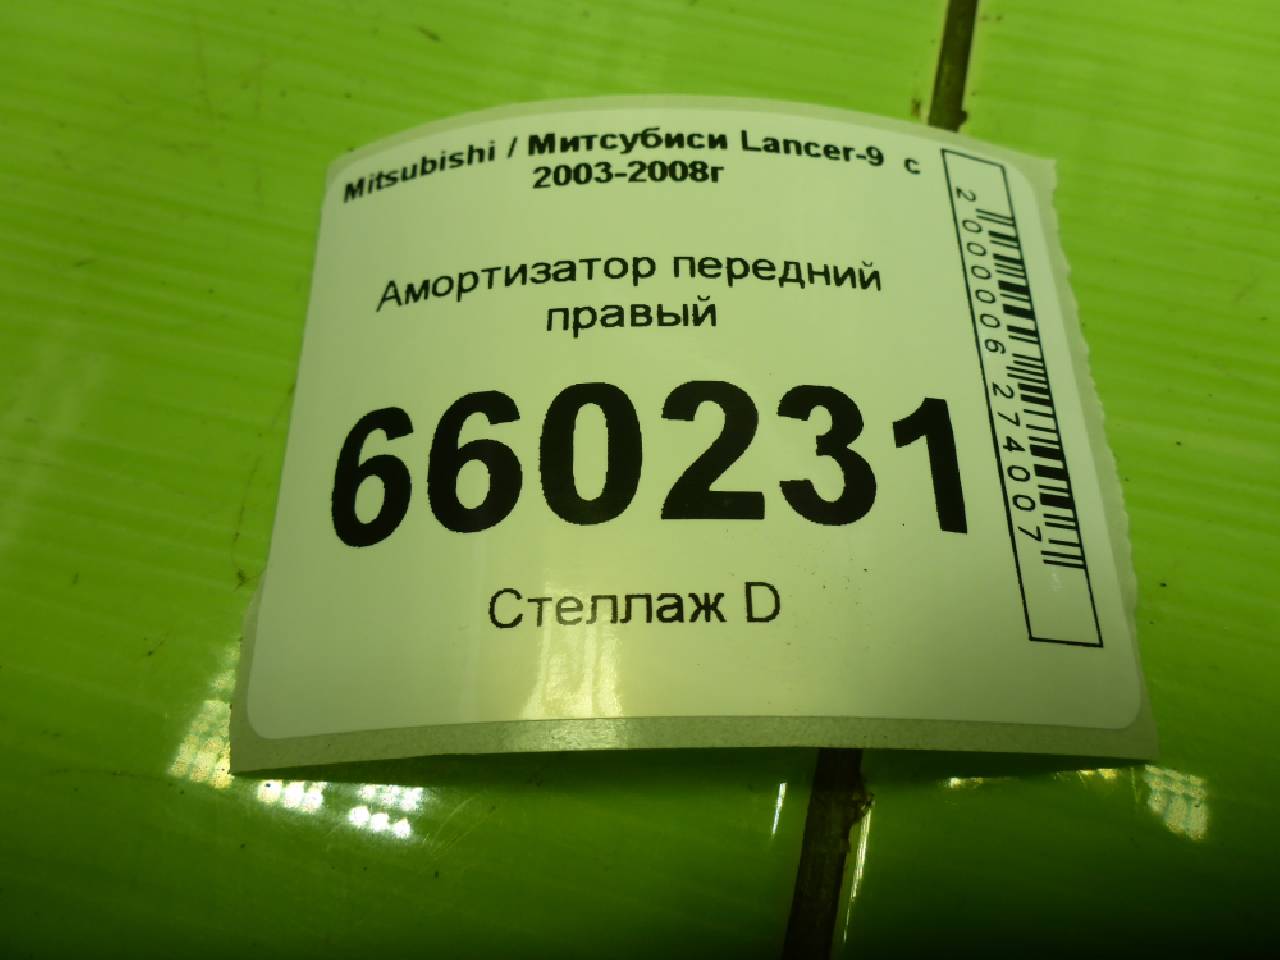 Mitsubishi / Митсубиси Lancer-9 с
2003-2008г
Амортизатор передний
правый
660231
Стеллаж D
2000006274007